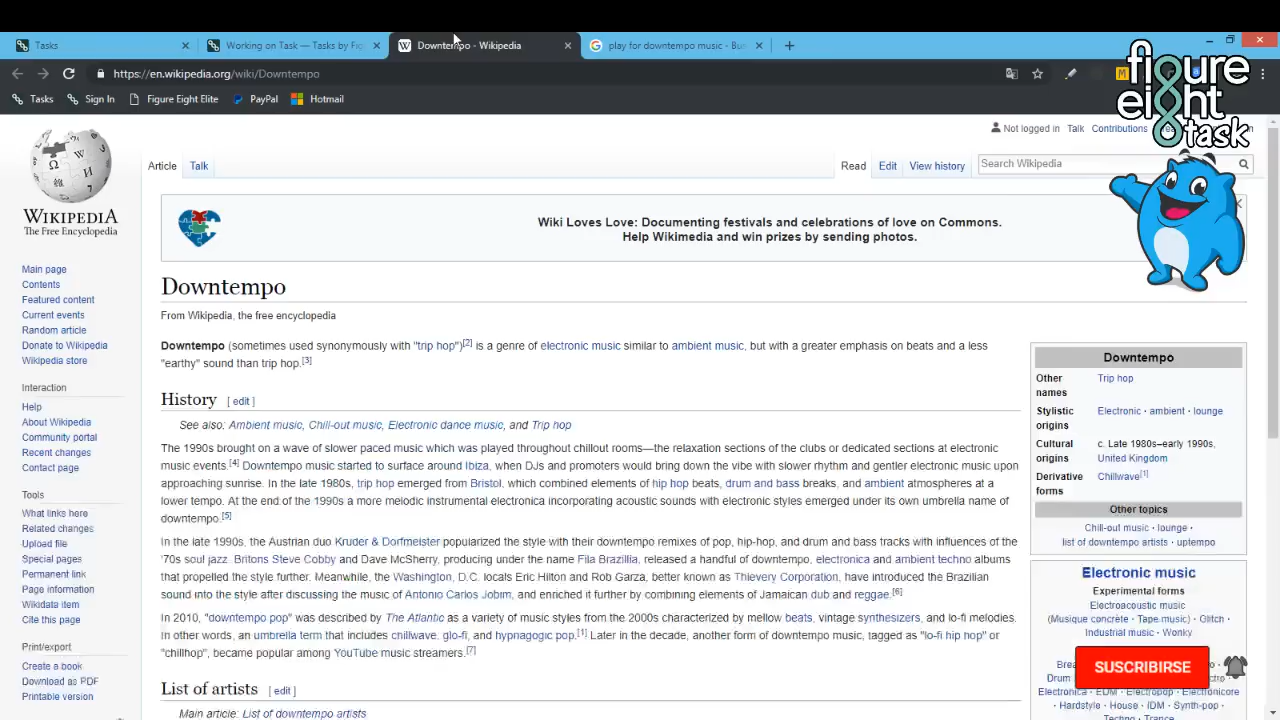 Tasks
Working on Task — Tasks by Fig
Downtempo - Wikipedia
play for downtempo music - Bus
https://en.wikipedia.org/wiki/Downtempo
Tasks
Sign In
Figure Eight Elite
PayPal
Hotmail
figure
eight
task
Not logged in
Talk
Contributions
WIKIPEDIA
The Free Encyclopedia
Article
Talk
Read
Edit
View history
Search Wikipedia
Wiki Loves Love: Documenting festivals and celebrations of love on Commons.
Help Wikimedia and win prizes by sending photos.
Main page
Contents
Featured content
Current events
Random article
Donate to Wikipedia
Wikipedia store
Interaction
Help
About Wikipedia
Community portal
Recent changes
Contact page
Tools
What links here
Related changes
Upload file
Special pages
Permanent link
Page information
Wikidata item
Cite this page
Print/export
Create a book
Download as PDF
Printable version
Downtempo
From Wikipedia, the free encyclopedia
Downtempo (sometimes used synonymously with "trip hop")[2] is a genre of electronic music similar to ambient music, but with a greater emphasis on beats and a less
"earthy" sound than trip hop.[3]
History [ edit ]
See also: Ambient music, Chill-out music, Electronic dance music, and Trip hop
The 1990s brought on a wave of slower paced music which was played throughout chillout rooms—the relaxation sections of the clubs or dedicated sections at electronic
music events.[4] Downtempo music started to surface around Ibiza, when DJs and promoters would bring down the vibe with slower rhythm and gentler electronic music upon
approaching sunrise. In the late 1980s, trip hop emerged from Bristol, which combined elements of hip hop beats, drum and bass breaks, and ambient atmospheres at a
lower tempo. At the end of the 1990s a more melodic instrumental electronica incorporating acoustic sounds with electronic styles emerged under its own umbrella name of
downtempo.[5]
In the late 1990s, the Austrian duo Kruder & Dorfmeister popularized the style with their downtempo remixes of pop, hip-hop, and drum and bass tracks with influences of the
'70s soul jazz. Britons Steve Cobby and Dave McSherry, producing under the name Fila Brazillia, released a handful of downtempo, electronica and ambient techno albums
that propelled the style further. Meanwhile, the Washington, D.C. locals Eric Hilton and Rob Garza, better known as Thievery Corporation, have introduced the Brazilian
sound into the style after discussing the music of Antonio Carlos Jobim, and enriched it further by combining elements of Jamaican dub and reggae.[6]
In 2010, "downtempo pop" was described by The Atlantic as a variety of music styles from the 2000s characterized by mellow beats, vintage synthesizers, and lo-fi melodies.
In other words, an umbrella term that includes chillwave, glo-fi, and hypnagogic pop.[1] Later in the decade, another form of downtempo music, tagged as "lo-fi hip hop" or
"chillhop", became popular among YouTube music streamers.[7]
List of artists [ edit ]
Main article: List of downtempo artists
Downtempo
Other names
Trip hop
Stylistic origins
Electronic · ambient · lounge
Cultural origins
c. Late 1980s–early 1990s,
United Kingdom
Derivative forms
Chillwave[1]
Other topics
Chill-out music · lounge ·
list of downtempo artists · uptempo
Electronic music
Experimental forms
Electroacoustic music
(Musique concrète · Tape music) · Glitch ·
Industrial music · Wonky
SUSCRIBIRSE
Drum
Electronica · EDM · Electropop · Electronicore
· Hardstyle · House · IDM · Synth-pop ·
Techno · Trance